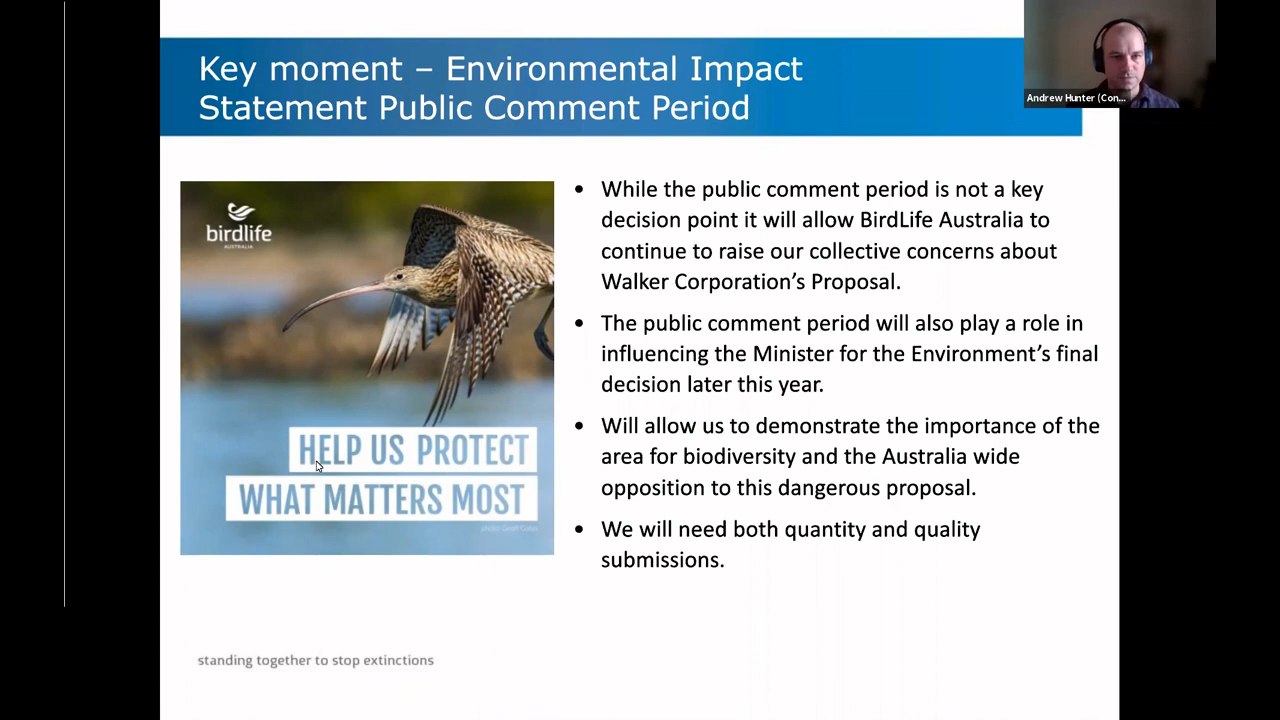 Key moment – Environmental Impact
Statement Public Comment Period
Andrew Hunter (Con...
birdlife
AUSTRALIA
HELP US PROTECT
WHAT MATTERS MOST
• While the public comment period is not a key
decision point it will allow BirdLife Australia to
continue to raise our collective concerns about
Walker Corporation’s Proposal.
• The public comment period will also play a role in
influencing the Minister for the Environment’s final
decision later this year.
• Will allow us to demonstrate the importance of the
area for biodiversity and the Australia wide
opposition to this dangerous proposal.
• We will need both quantity and quality
submissions.
standing together to stop extinctions